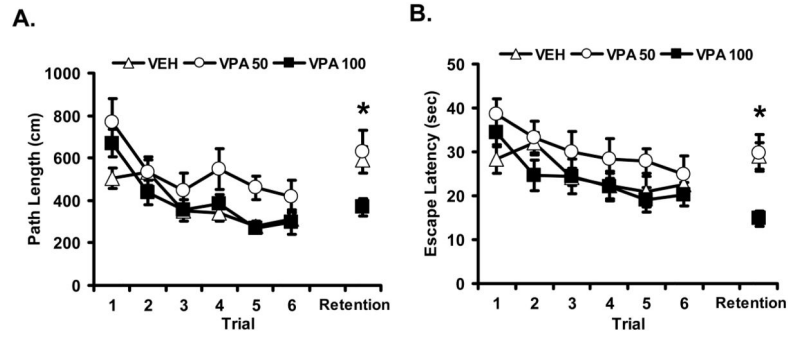 A.
VEH VPA 50 VPA 100
1000
800
600
400
200
0
Path Length (cm)
*
1 2 3 4 5 6 Retention
Trial
B.
VEH VPA 50 VPA 100
50
40
30
20
10
0
Escape Latency (sec)
*
1 2 3 4 5 6 Retention
Trial